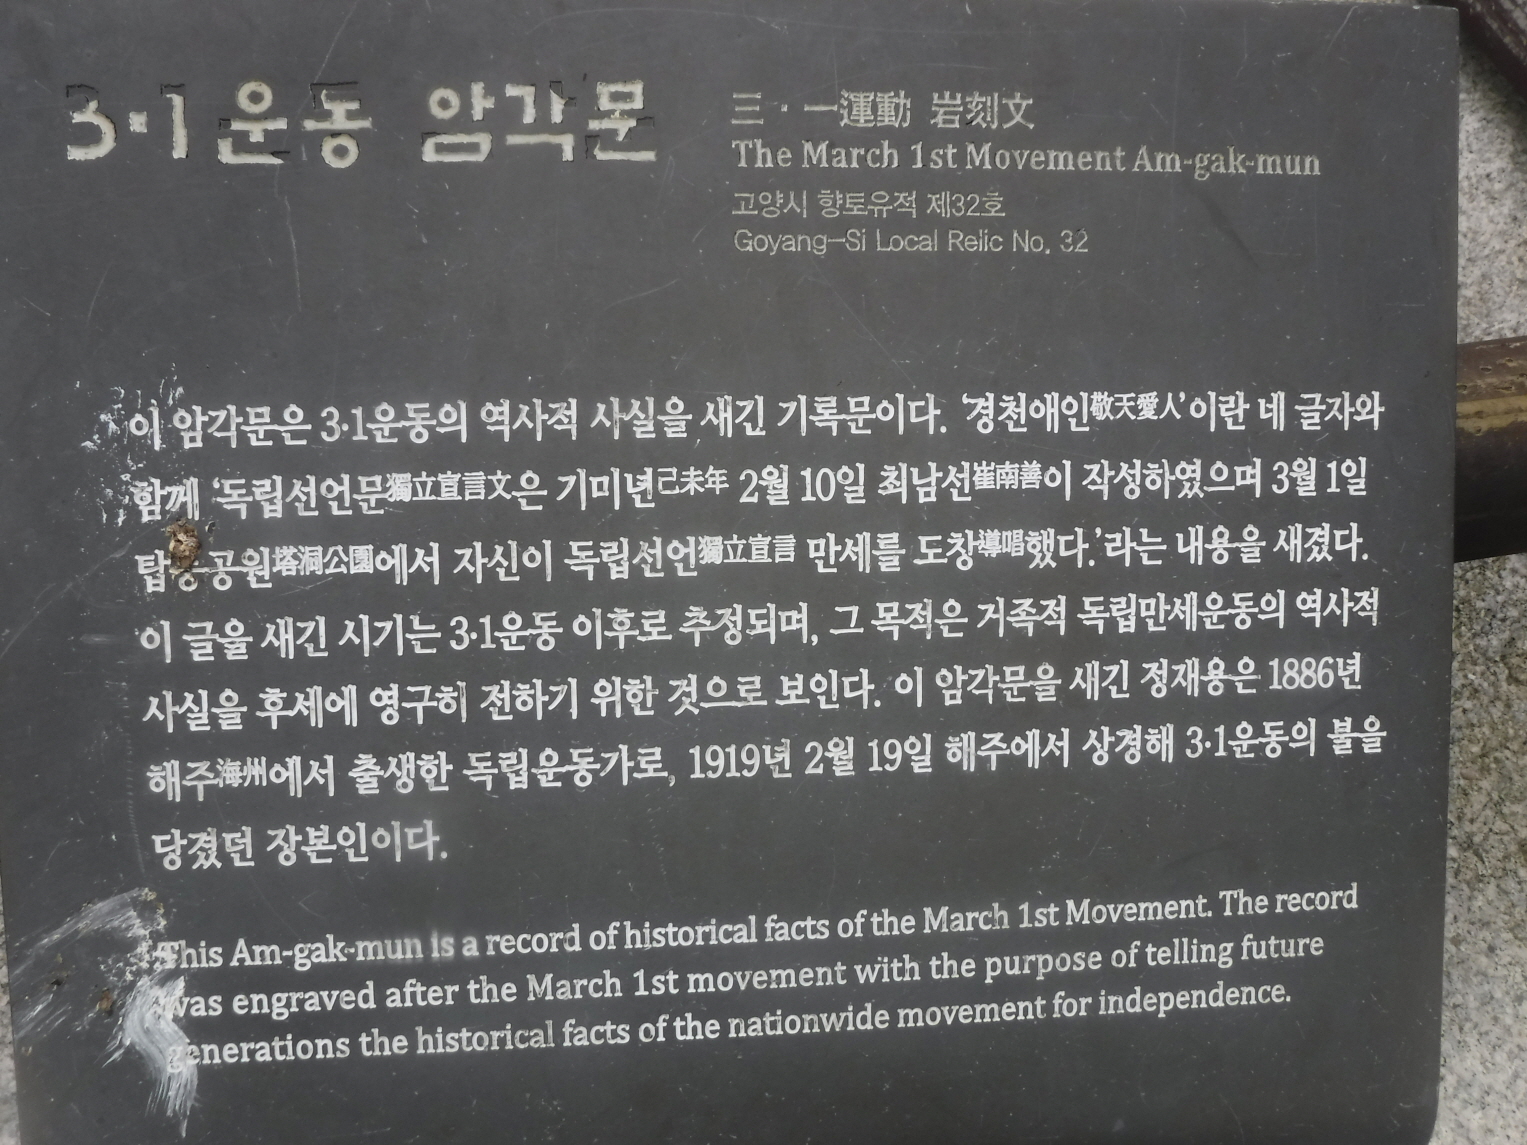 3·1 운동 암각문
三·一運動 岩刻文
The March 1st Movement Am-gak-mun
고양시 향토유적 제32호
Goyang-Si Local Relic No. 32
이 암각문은 3·1운동의 역사적 사실을 새긴 기록문이다. '경천애인敬天愛人'이란 네 글자와
함께 '독립선언문獨立宣言文은 기미년己未年 2월 10일 최남선崔南善이 작성하였으며 3월 1일
탑동공원塔洞公園에서 자신이 독립선언獨立宣言 만세를 도창導唱했다.'라는 내용을 새겼다.
이 글을 새긴 시기는 3·1운동 이후로 추정되며, 그 목적은 거족적 독립만세운동의 역사적
사실을 후세에 영구히 전하기 위한 것으로 보인다. 이 암각문을 새긴 정재용은 1886년
해주海州에서 출생한 독립운동가로, 1919년 2월 19일 해주에서 상경해 3·1운동의 불을
당겼던 장본인이다.
This Am-gak-mun is a record of historical facts of the March 1st Movement. The record
was engraved after the March 1st movement with the purpose of telling future
generations the historical facts of the nationwide movement for independence.